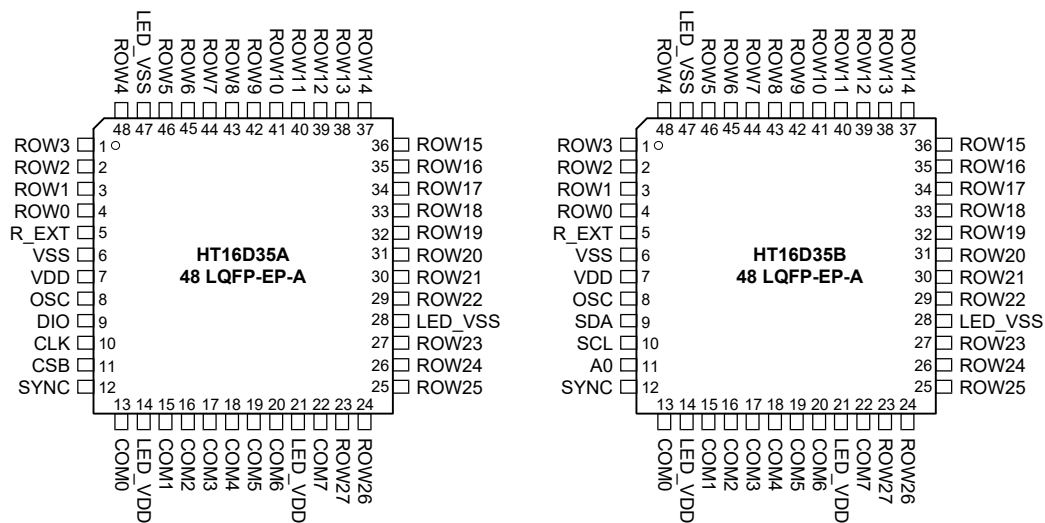 ROW4 LED_VSS ROW5 ROW6 ROW7 ROW8 ROW9 ROW10 ROW11 ROW12 ROW13 ROW14
48 47 46 45 44 43 42 41 40 39 38 37
ROW3 1 36 ROW15
ROW2 2 35 ROW16
ROW1 3 34 ROW17
ROW0 4 33 ROW18
R_EXT 5 32 ROW19
VSS 6 HT16D35A 31 ROW20
VDD 7 48 LQFP-EP-A 30 ROW21
OSC 8 29 ROW22
DIO 9 28 LED_VSS
CLK 10 27 ROW23
CSB 11 26 ROW24
SYNC 12 25 ROW25
13 14 15 16 17 18 19 20 21 22 23 24
COM0 LED_VDD COM1 COM2 COM3 COM4 COM5 COM6 LED_VDD COM7 ROW27 ROW26
ROW4 LED_VSS ROW5 ROW6 ROW7 ROW8 ROW9 ROW10 ROW11 ROW12 ROW13 ROW14
48 47 46 45 44 43 42 41 40 39 38 37
ROW3 1 36 ROW15
ROW2 2 35 ROW16
ROW1 3 34 ROW17
ROW0 4 33 ROW18
R_EXT 5 32 ROW19
VSS 6 HT16D35B 31 ROW20
VDD 7 48 LQFP-EP-A 30 ROW21
OSC 8 29 ROW22
SDA 9 28 LED_VSS
SCL 10 27 ROW23
A0 11 26 ROW24
SYNC 12 25 ROW25
13 14 15 16 17 18 19 20 21 22 23 24
COM0 LED_VDD COM1 COM2 COM3 COM4 COM5 COM6 LED_VDD COM7 ROW27 ROW26